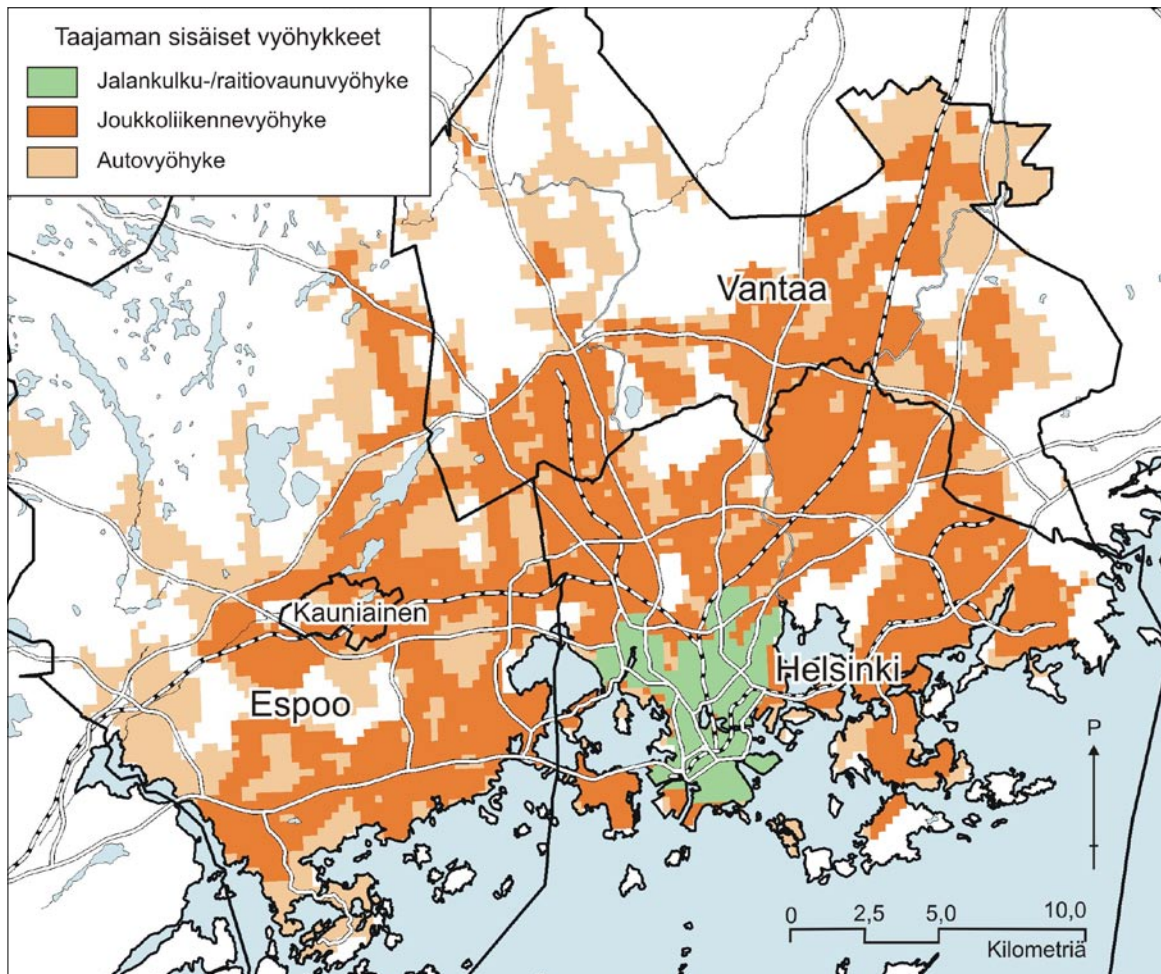 Taajaman sisäiset vyöhykkeet
Jalankulku-/raitiovaunuvyöhyke
Joukkoliikennevyöhyke
Autovyöhyke
Vantaa
Kauniainen
Helsinki
Espoo
P
0 2,5 5,0 10,0
Kilometriä